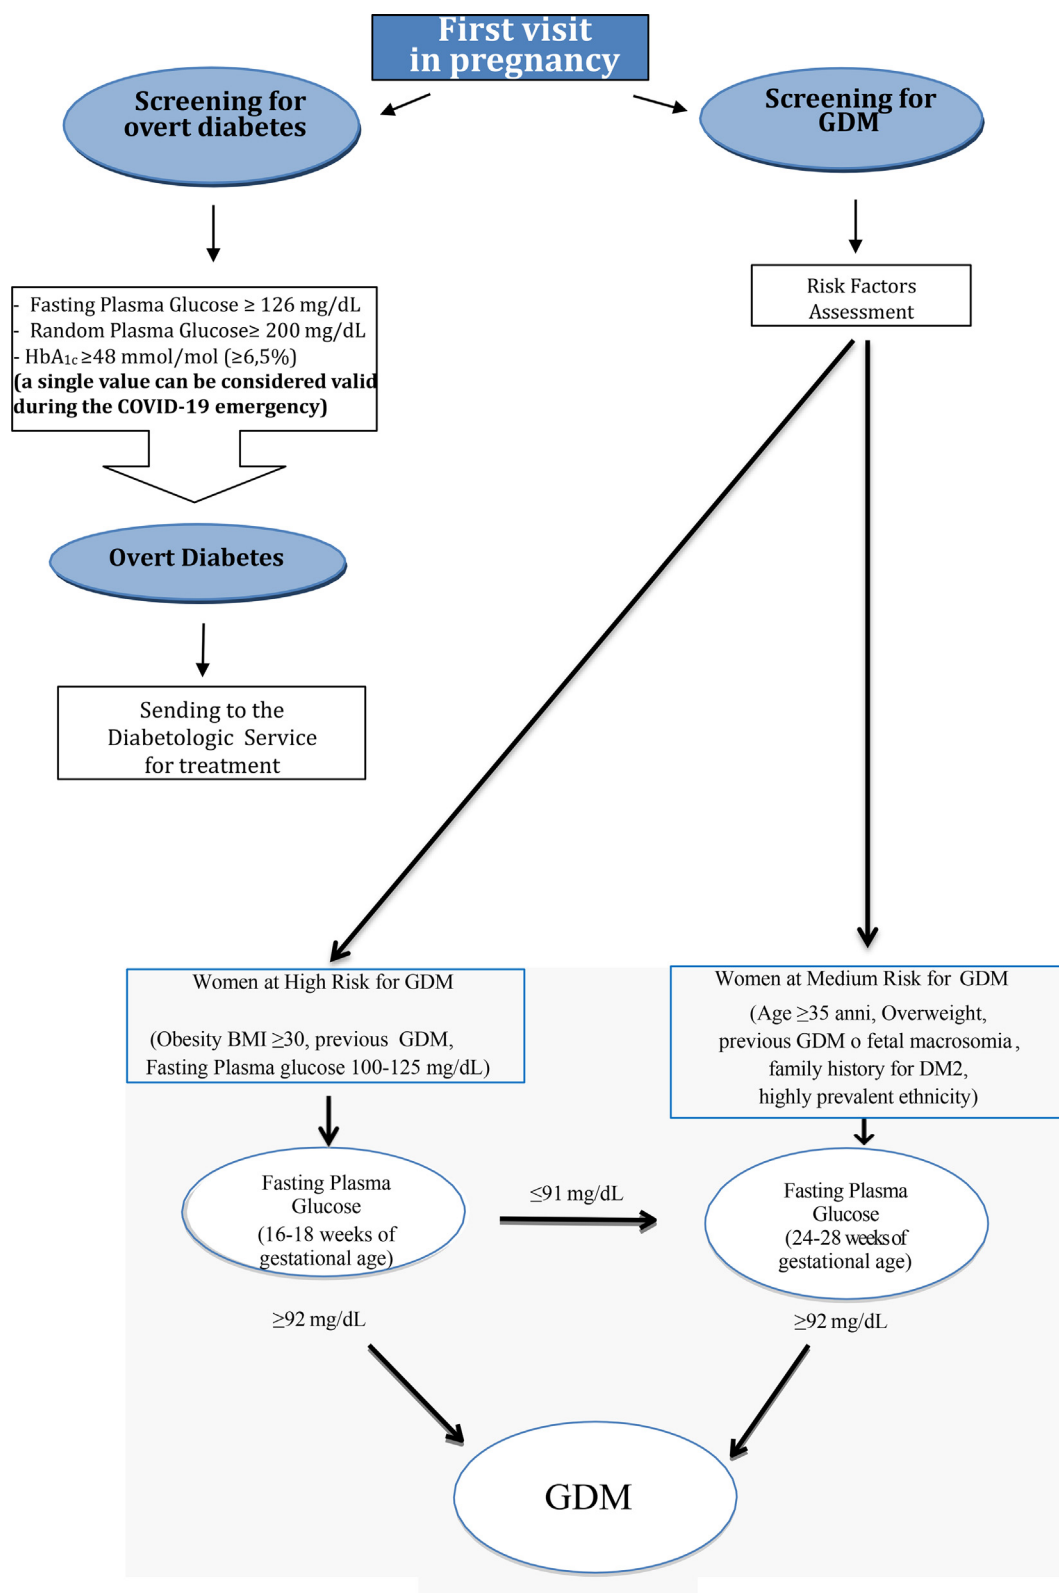 First visit
in pregnancy
Screening for
overt diabetes
Screening for
GDM
- Fasting Plasma Glucose ≥ 126 mg/dL
- Random Plasma Glucose≥ 200 mg/dL
- HbA1c ≥48 mmol/mol (≥6,5%)
(a single value can be considered valid
during the COVID-19 emergency)
Risk Factors
Assessment
Overt Diabetes
Sending to the
Diabetologic Service
for treatment
Women at High Risk for GDM
(Obesity BMI ≥30, previous GDM,
Fasting Plasma glucose 100-125 mg/dL)
Women at Medium Risk for GDM
(Age ≥35 anni, Overweight,
previous GDM o fetal macrosomia,
family history for DM2,
highly prevalent ethnicity)
Fasting Plasma
Glucose
(16-18 weeks of
gestational age)
≤91 mg/dL
Fasting Plasma
Glucose
(24-28 weeks of
gestational age)
≥92 mg/dL
≥92 mg/dL
GDM